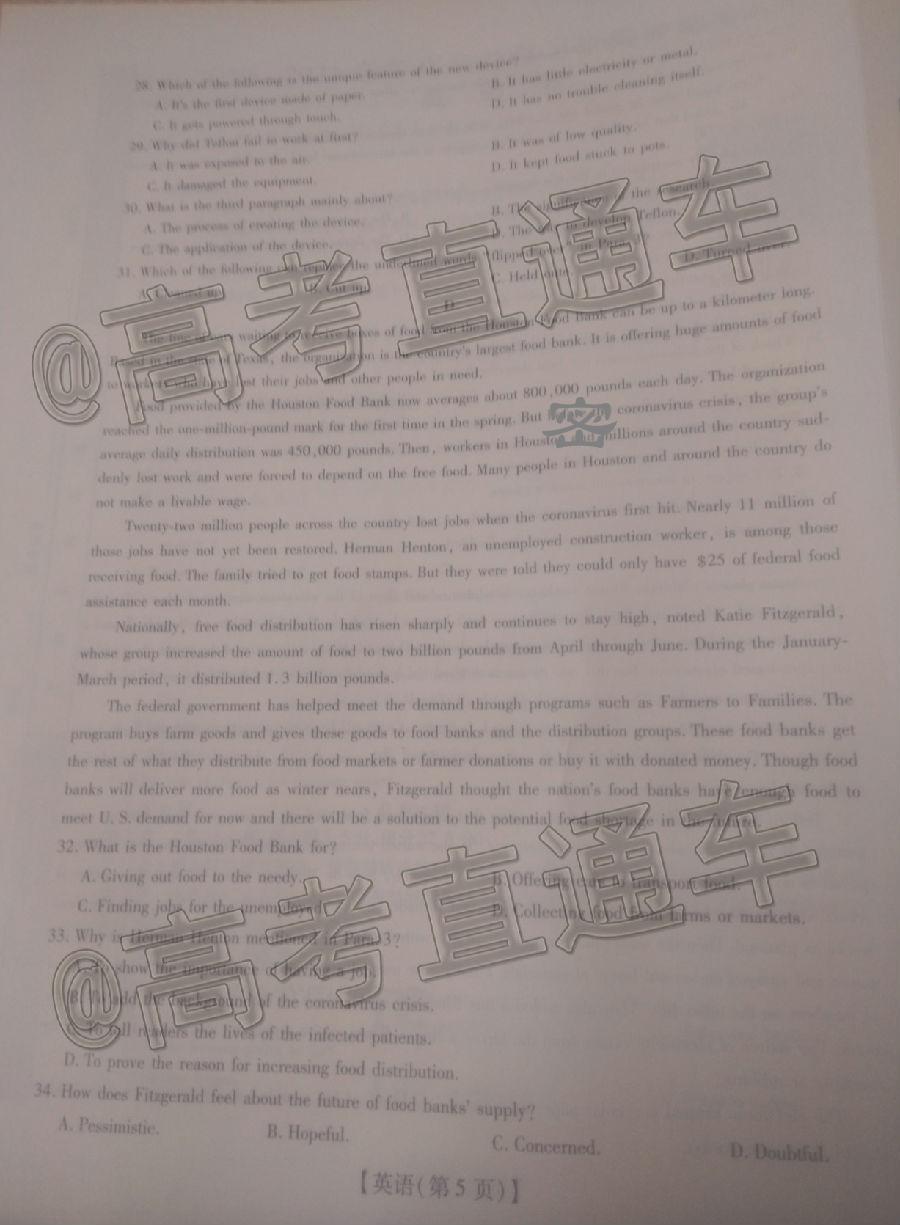 28. Which of the following is the unique feature of the new device?
A. It's the first device made of paper.
B. It has little electricity or metal.
C. It gets powered through touch.
D. It has no trouble cleaning itself.
29. Why did Teflon fail to work at first?
A. It was exposed to the air.
B. It was of low quality.
C. It damaged the equipment.
D. It kept food stuck to pots.
30. What is the third paragraph mainly about?
A. The process of creating the device.
B. The of the research.
C. The application of the device.
D. The to develop Teflon.
31. Which of the following can replace the underlined words "flipped over" in Para.
A. Cleaned up.
B. Cut up.
C. Held onto.
D. Turned over.
D
The line of cars waiting to receive boxes of food from the Houston Food Bank can be up to a kilometer long.
Based in the state of Texas, the organization is the country's largest food bank. It is offering huge amounts of food
to workers who have lost their jobs and other people in need.
Food provided by the Houston Food Bank now averages about 800,000 pounds each day. The organization
reached the one-million-pound mark for the first time in the spring. But coronavirus crisis, the group's
average daily distribution was 450,000 pounds. Then, workers in Houston and millions around the country sud-
denly lost work and were forced to depend on the free food. Many people in Houston and around the country do
not make a livable wage.
Twenty-two million people across the country lost jobs when the coronavirus first hit. Nearly 11 million of
those jobs have not yet been restored. Herman Henton, an unemployed construction worker, is among those
receiving food. The family tried to get food stamps. But they were told they could only have $25 of federal food
assistance each month.
Nationally, free food distribution has risen sharply and continues to stay high, noted Katie Fitzgerald,
whose group increased the amount of food to two billion pounds from April through June. During the January-
March period, it distributed 1.3 billion pounds.
The federal government has helped meet the demand through programs such as Farmers to Families. The
program buys farm goods and gives these goods to food banks and the distribution groups. These food banks get
the rest of what they distribute from food markets or farmer donations or buy it with donated money. Though food
banks will deliver more food as winter nears, Fitzgerald thought the nation's food banks have enough food to
meet U. S. demand for now and there will be a solution to the potential food shortage in the future.
32. What is the Houston Food Bank for?
A. Giving out food to the needy.
B. Offering cars to transport food.
C. Finding jobs for the unemployed.
D. Collecting food from farms or markets.
33. Why is Herman Henton mentioned in Para. 3?
A. To show the importance of having a job.
B. To add the background of the coronavirus crisis.
C. To tell readers the lives of the infected patients.
D. To prove the reason for increasing food distribution.
34. How does Fitzgerald feel about the future of food banks' supply?
A. Pessimistic.
B. Hopeful.
C. Concerned.
D. Doubtful.
【英语(第5页)】
@高考直通车
密
@高考直通车